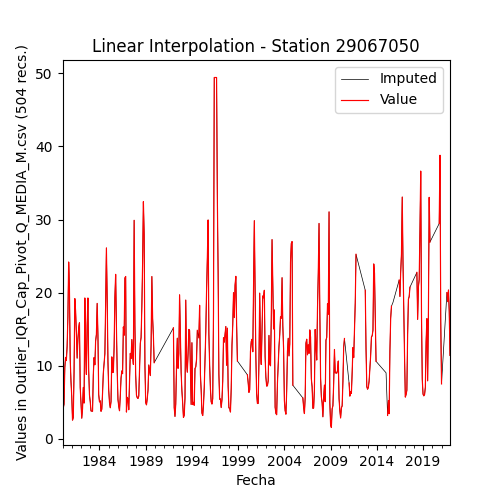 Linear Interpolation - Station 29067050
Values in Outlier_IQR_Cap_Pivot_Q_MEDIA_M.csv (504 recs.)
50
40
30
20
10
0
Imputed
Value
1984 1989 1994 1999 2004 2009 2014 2019
Fecha